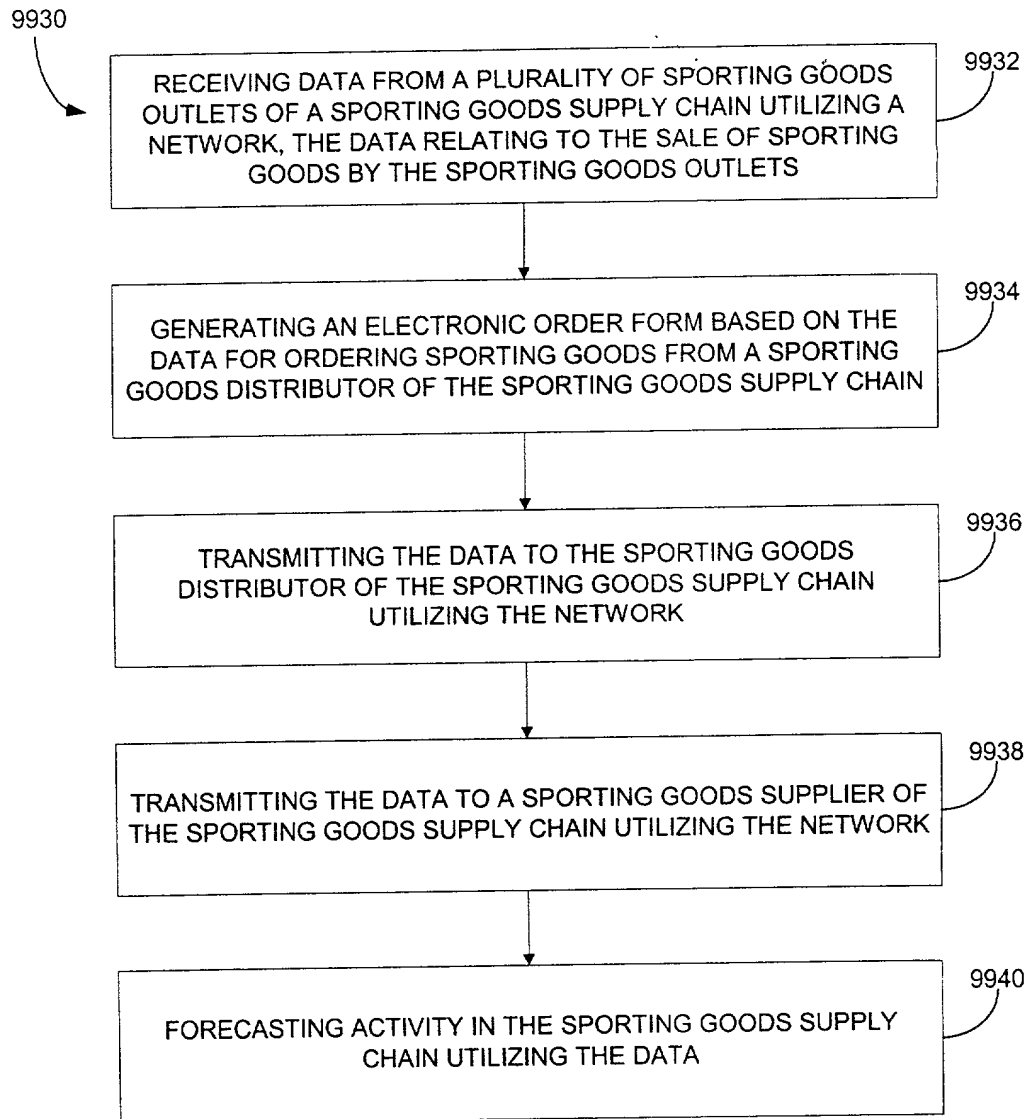 9930
RECEIVING DATA FROM A PLURALITY OF SPORTING GOODS
OUTLETS OF A SPORTING GOODS SUPPLY CHAIN UTILIZING A
NETWORK, THE DATA RELATING TO THE SALE OF SPORTING
GOODS BY THE SPORTING GOODS OUTLETS
9932
GENERATING AN ELECTRONIC ORDER FORM BASED ON THE
DATA FOR ORDERING SPORTING GOODS FROM A SPORTING
GOODS DISTRIBUTOR OF THE SPORTING GOODS SUPPLY CHAIN
9934
TRANSMITTING THE DATA TO THE SPORTING GOODS
DISTRIBUTOR OF THE SPORTING GOODS SUPPLY CHAIN
UTILIZING THE NETWORK
9936
TRANSMITTING THE DATA TO A SPORTING GOODS SUPPLIER OF
THE SPORTING GOODS SUPPLY CHAIN UTILIZING THE NETWORK
9938
FORECASTING ACTIVITY IN THE SPORTING GOODS SUPPLY
CHAIN UTILIZING THE DATA
9940